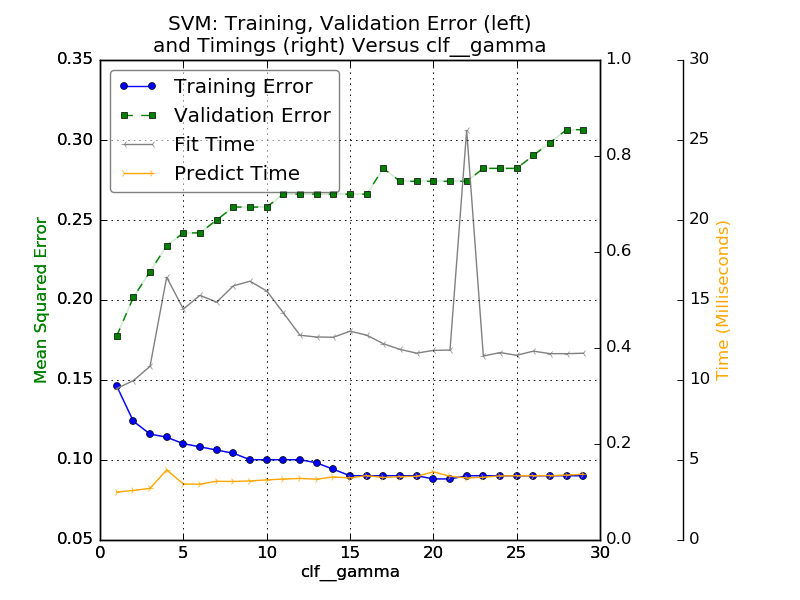 SVM: Training, Validation Error (left)
and Timings (right) Versus clf__gamma
Training Error
Validation Error
Fit Time
Predict Time
Mean Squared Error
0.35
0.30
0.25
0.20
0.15
0.10
0.05
0 5 10 15 20 25 30
clf__gamma
1.0
0.8
0.6
0.4
0.2
0.0
30
25
20
15
10
5
0
Time (Milliseconds)